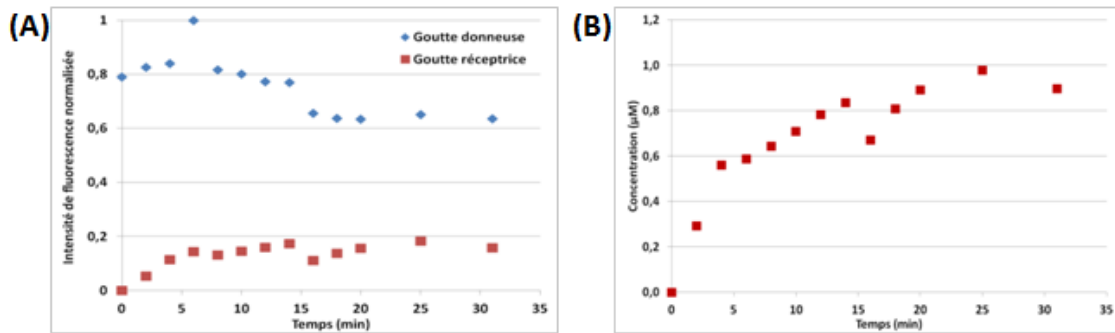 (A)
Intensité de fluorescence normalisée
1
0,8
0,6
0,4
0,2
0
Goutte donneuse
Goutte réceptrice
0 5 10 15 20 25 30 35
Temps (min)
(B)
Concentration (µM)
1,2
1,0
0,8
0,6
0,4
0,2
0,0
0 5 10 15 20 25 30 35
Temps (min)